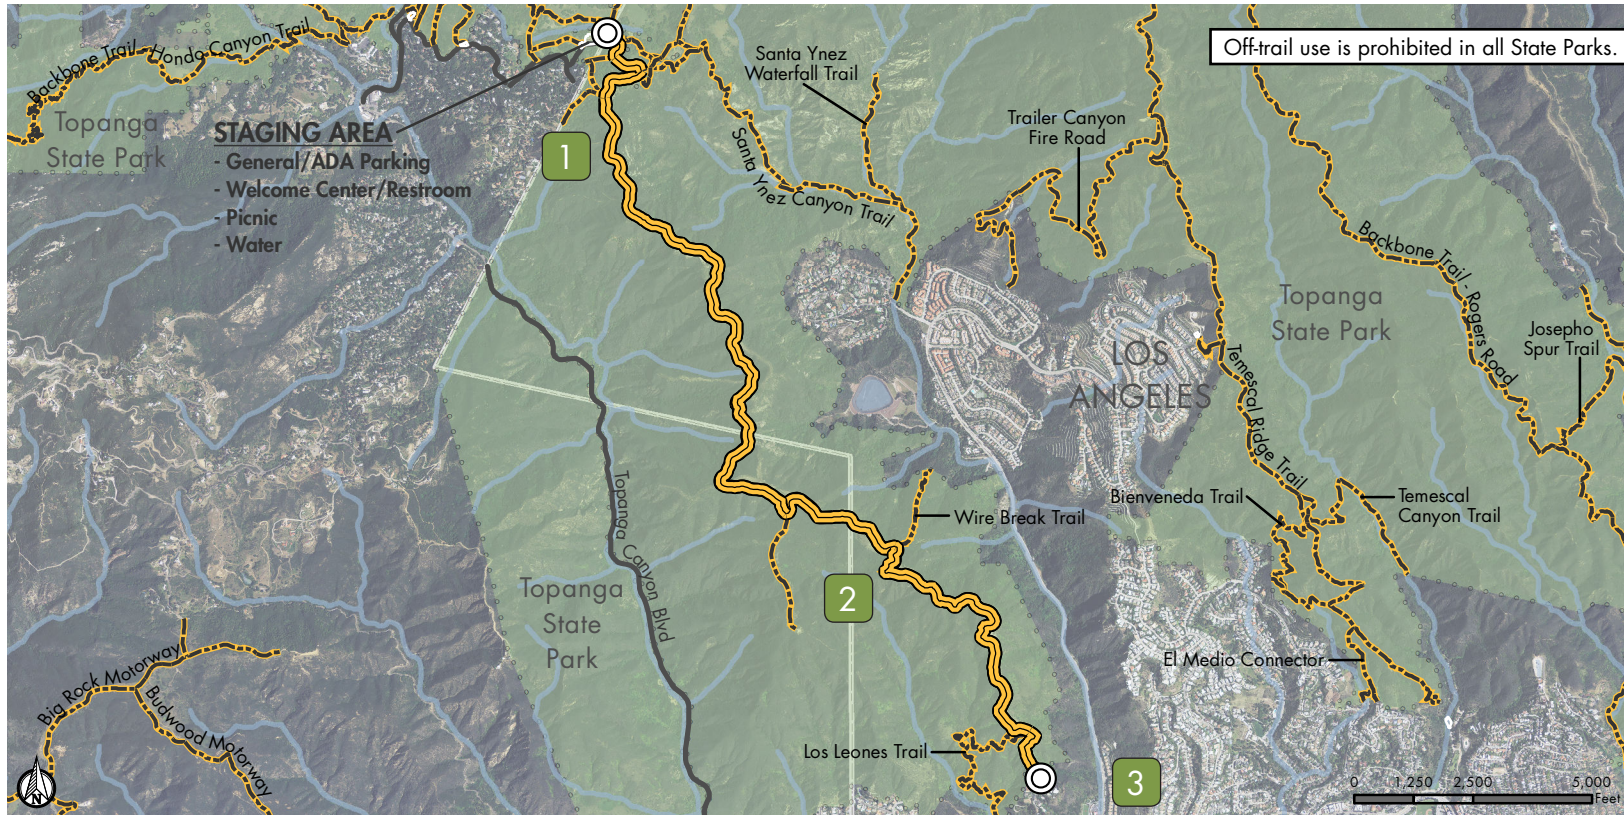 Off-trail use is prohibited in all State Parks.
Backbone Trail - Hondo Canyon Trail
Topanga
State Park
STAGING AREA
- General/ADA Parking
- Welcome Center/Restroom
- Picnic
- Water
1
Santa Ynez
Waterfall Trail
Santa Ynez Canyon Trail
Trailer Canyon
Fire Road
Backbone Trail - Rogers Road
Topanga
State Park
Josepho
Spur Trail
LOS
ANGELES
Temescal Ridge Trail
Bienveneda Trail
Temescal
Canyon Trail
Wire Break Trail
Topanga Canyon Blvd
Topanga
State
Park
2
El Medio Connector
Big Rock Motorway
Budwood Motorway
Los Leones Trail
3
N
0 1,250 2,500 5,000
Feet